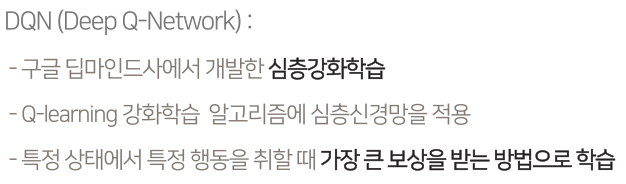 DQN (Deep Q-Network) :
- 구글 딥마인드사에서 개발한 심층강화학습
- Q-learning 강화학습 알고리즘에 심층신경망을 적용
- 특정 상태에서 특정 행동을 취할 때 가장 큰 보상을 받는 방법으로 학습